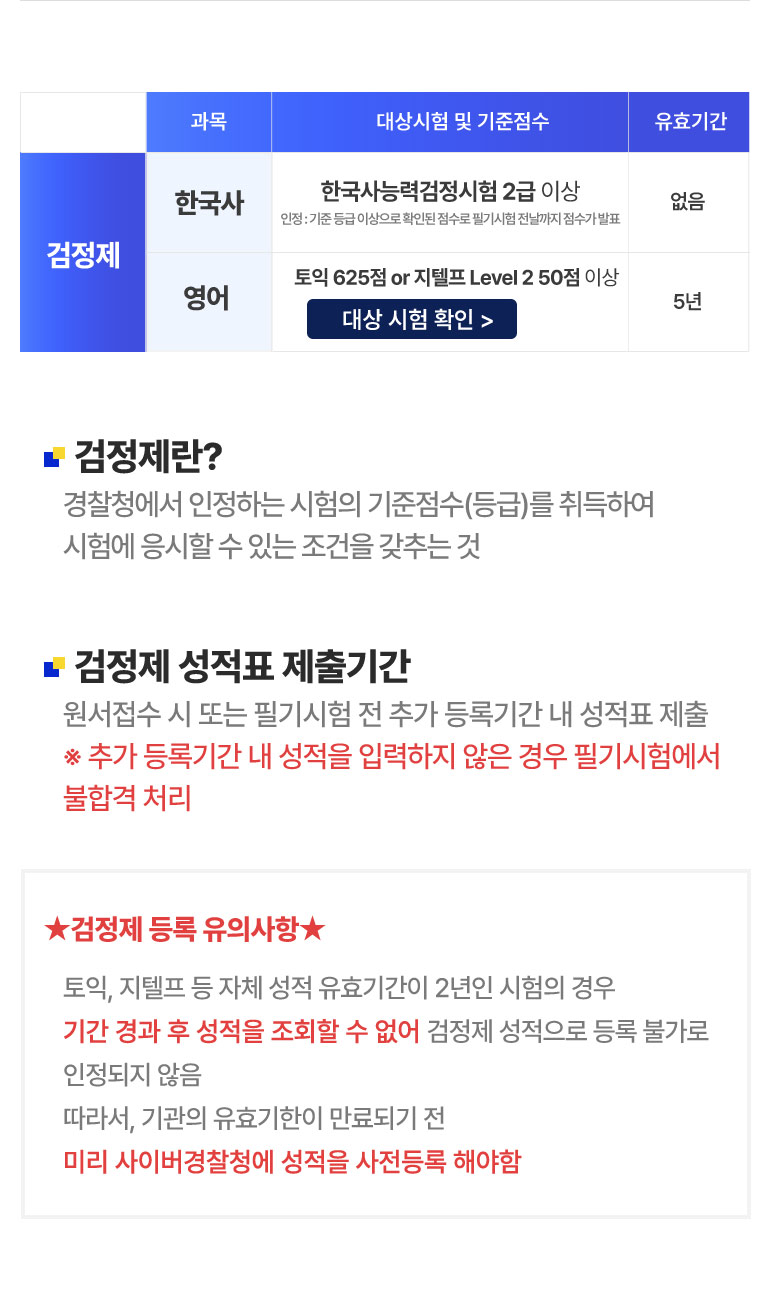 과목 대상시험 및 기준점수 유효기간
검정제
한국사 한국사능력검정시험 2급 이상 없음
인정 : 기준 등급 이상으로 확인된 점수로 필기시험 전날까지 점수가 발표
영어 토익 625점 or 지텔프 Level 2 50점 이상 5년
대상 시험 확인 >
검정제란?
경찰청에서 인정하는 시험의 기준점수(등급)를 취득하여
시험에 응시할 수 있는 조건을 갖추는 것
검정제 성적표 제출기간
원서접수 시 또는 필기시험 전 추가 등록기간 내 성적표 제출
※ 추가 등록기간 내 성적을 입력하지 않은 경우 필기시험에서
불합격 처리
★검정제 등록 유의사항★
토익, 지텔프 등 자체 성적 유효기간이 2년인 시험의 경우
기간 경과 후 성적을 조회할 수 없어 검정제 성적으로 등록 불가로
인정되지 않음
따라서, 기관의 유효기한이 만료되기 전
미리 사이버경찰청에 성적을 사전등록 해야함